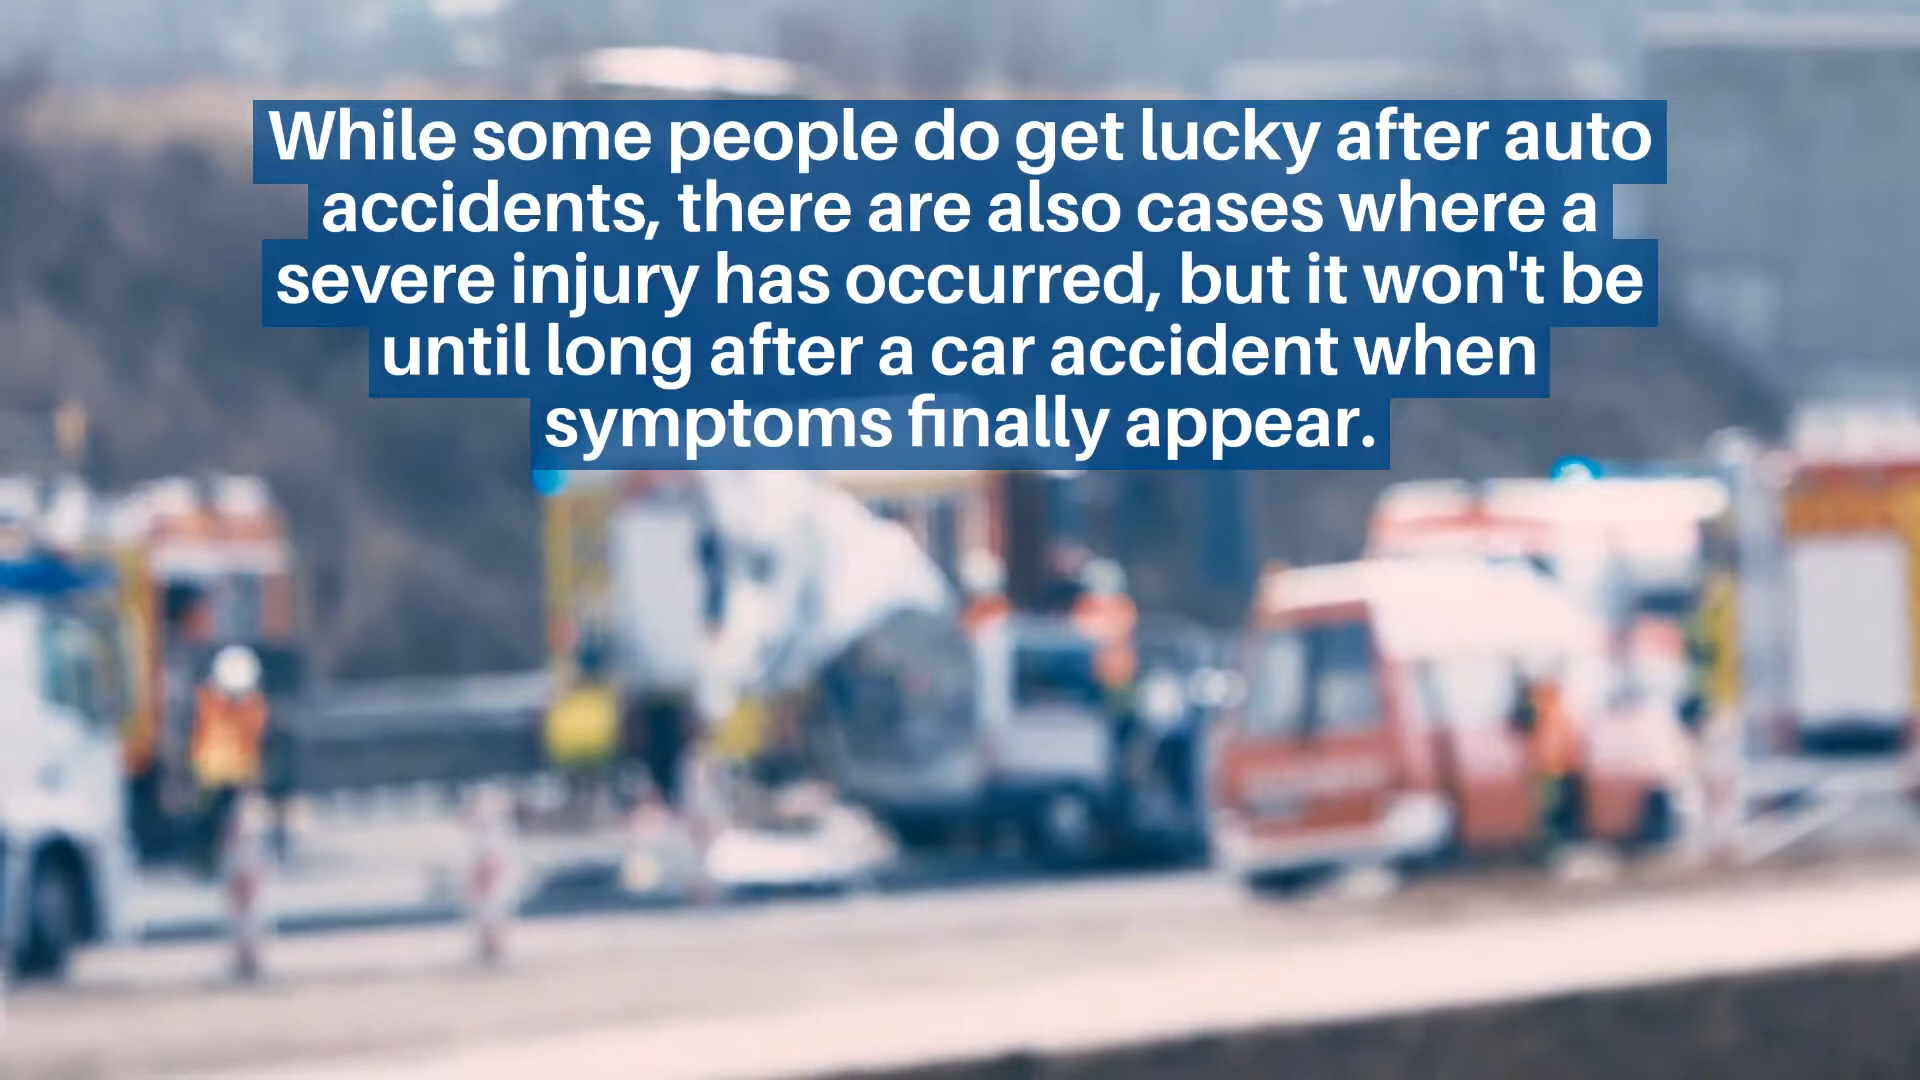 While some people do get lucky after auto
accidents, there are also cases where a
severe injury has occurred, but it won't be
until long after a car accident when
symptoms finally appear.